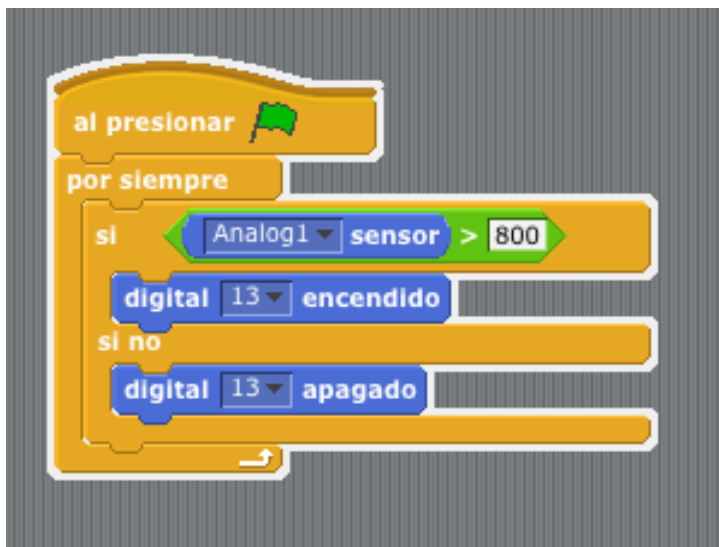 al presionar
por siempre
si Analog1 sensor > 800
digital 13 encendido
si no
digital 13 apagado